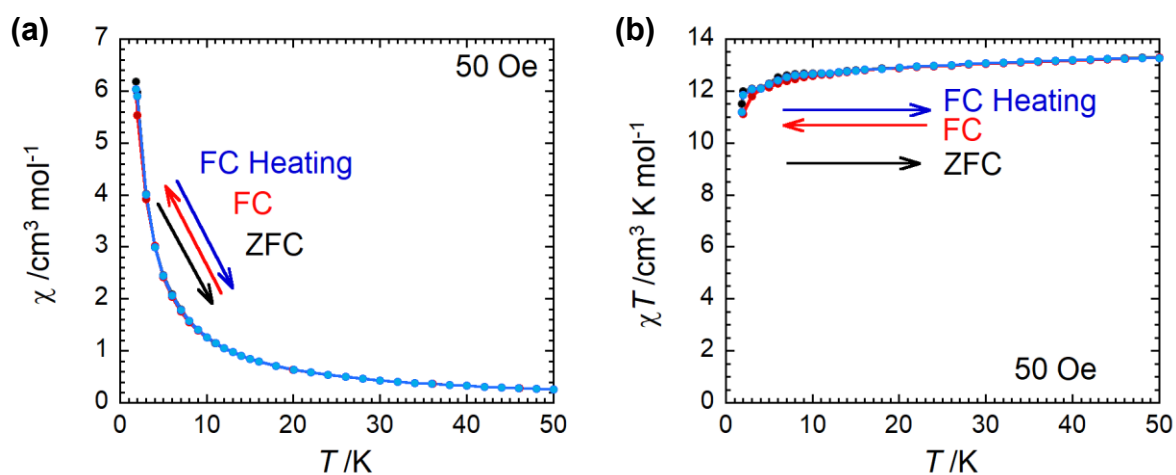 (a)
7
6
5
4
3
2
1
0
χ /cm³ mol⁻¹
50 Oe
FC Heating
FC
ZFC
0 10 20 30 40 50
T /K
(b)
14
12
10
8
6
4
2
0
χT /cm³ K mol⁻¹
FC Heating
FC
ZFC
50 Oe
0 10 20 30 40 50
T /K